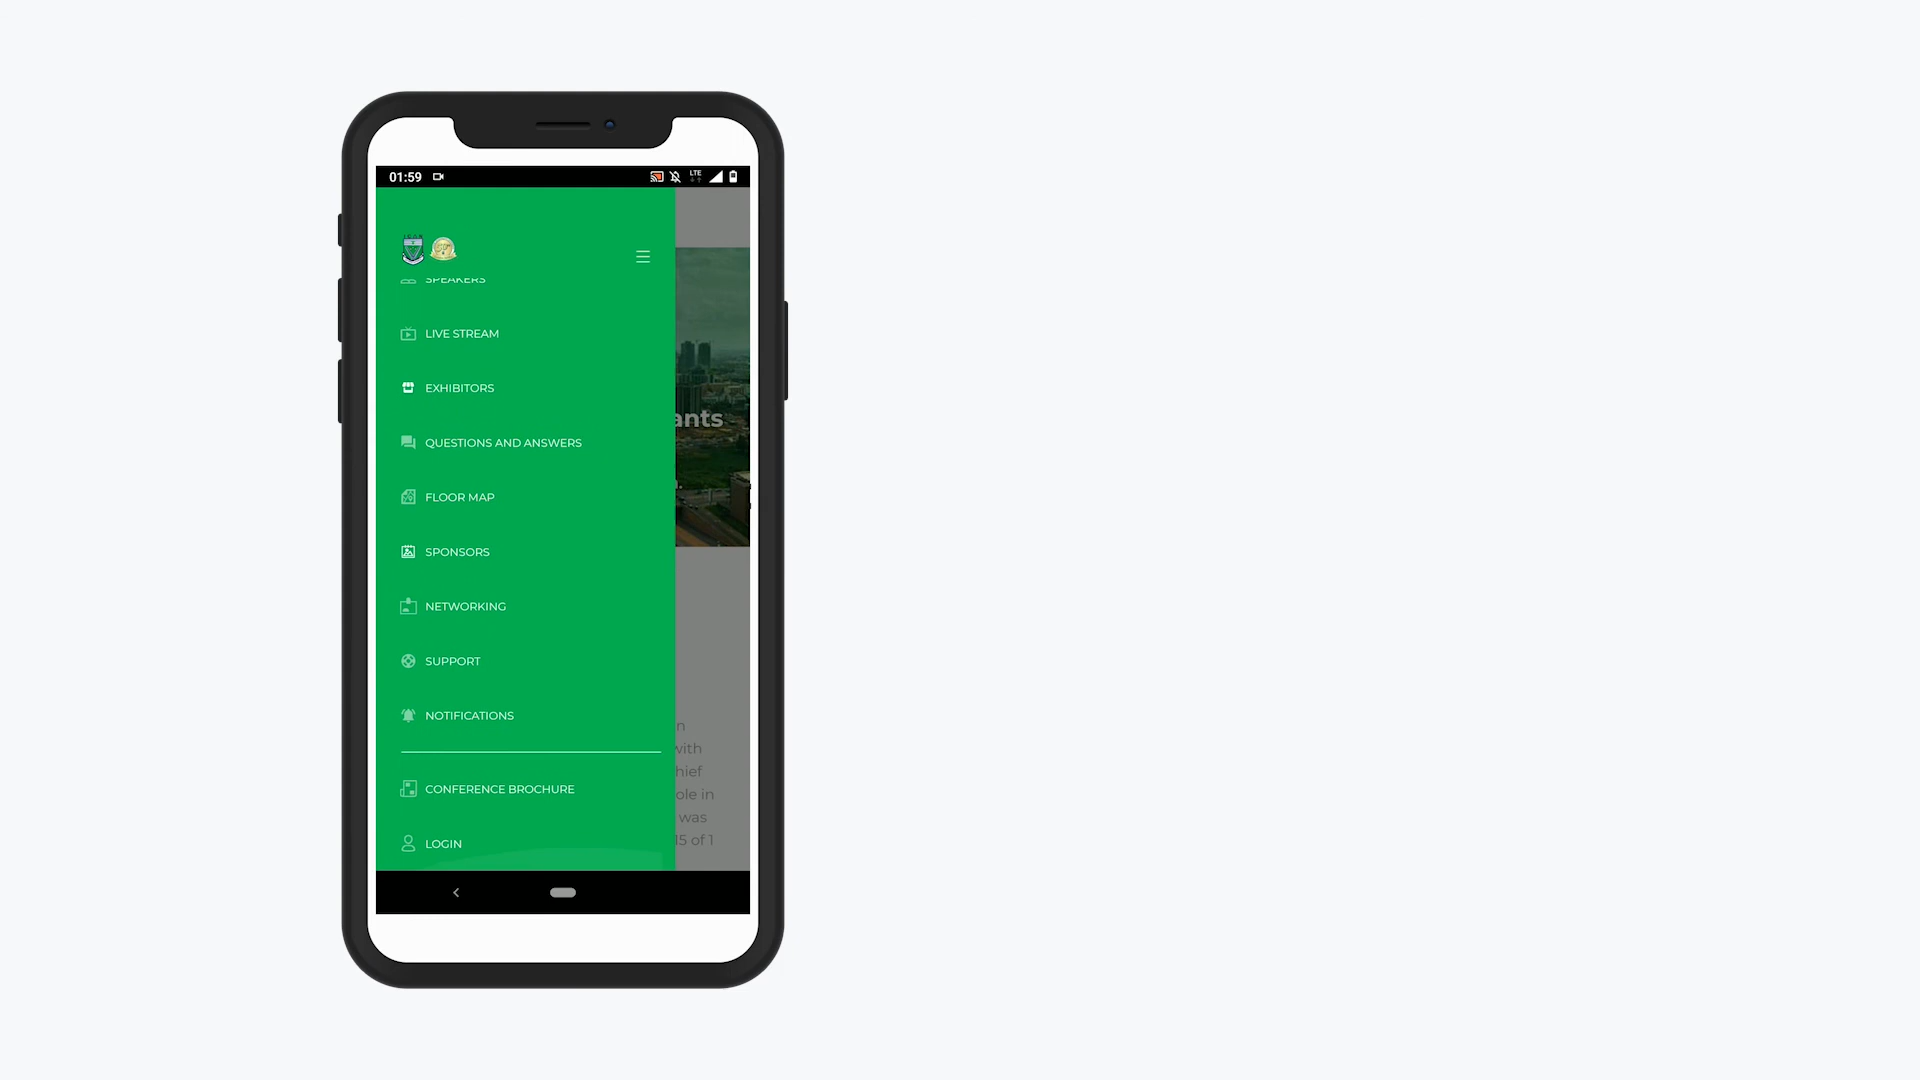 01:59
LTE
SPEAKERS
LIVE STREAM
EXHIBITORS
ants
QUESTIONS AND ANSWERS
FLOOR MAP
SPONSORS
NETWORKING
SUPPORT
NOTIFICATIONS
n
with
hief
CONFERENCE BROCHURE
ole in
was
15 of 1
LOGIN